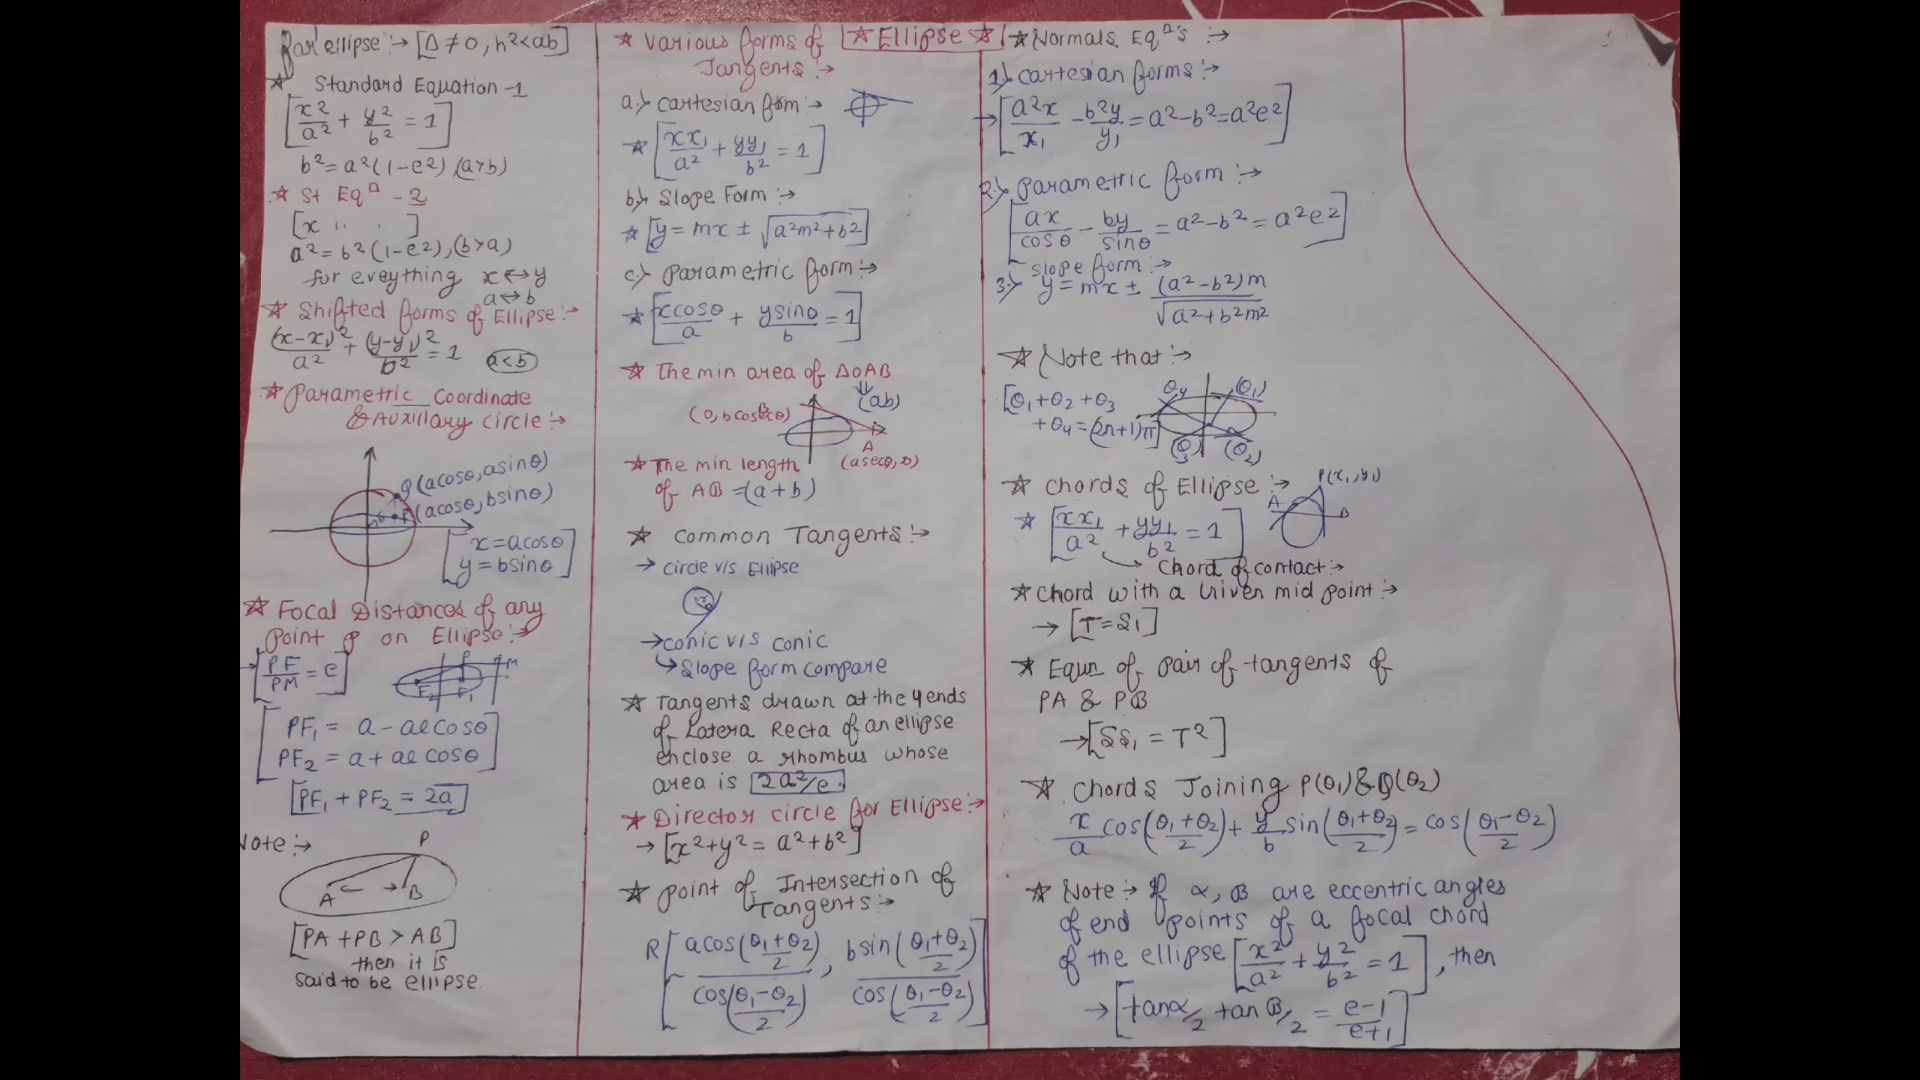 For ellipse :→ [Δ ≠ 0, h² < ab]
★ Standard Equation -1
[x²/a² + y²/b² = 1]
b² = a²(1-e²) (a>b)
★ St Eqⁿ - 2
[x .. . ]
a² = b²(1-e²), (b>a)
for eveything x ↔ y
a ↔ b
★ Shifted forms of Ellipse :→
(x-x₁)²/a² + (y-y₁)²/b² = 1 (a<b)
★ Parametric Coordinate
& Auxillary circle :→
Q(acosθ, asinθ)
P(acosθ, bsinθ)
[x = acosθ
y = bsinθ]
★ Focal Distances of any
point P on Ellipse :→
→ [PF/PM = e]
P M
F₂ F₁
[PF₁ = a - ae cosθ
PF₂ = a + ae cosθ]
[PF₁ + PF₂ = 2a]
Note :→
P
A B
[PA + PB > AB]
then it is
said to be ellipse.
★ Ellipse ★
★ Various forms of
Tangents :→
a.) Cartesian form :→
★ [xx₁/a² + yy₁/b² = 1]
b.) Slope Form :→
★ [y = mx ± √a²m²+b²]
c.) Parametric form :→
★ [xcosθ/a + ysinθ/b = 1]
★ The min area of ΔOAB
⇓
(ab)
(0, bcosecθ) B
A
(asecθ, 0)
★ The min length
of AB = (a+b)
★ Common Tangents :→
→ circle v/s Ellipse
→ conic v/s conic
↳ Slope form compare
★ Tangents drawn at the 4 ends
of Latera Recta of an ellipse
enclose a rhombus whose
area is 2a²/e.
★ Director circle for Ellipse :→
→ [x²+y² = a²+b²]
★ Point of Intersection of
Tangents :→
R [acos(θ₁+θ₂/2)/cos(θ₁-θ₂/2), bsin(θ₁+θ₂/2)/cos(θ₁-θ₂/2)]
★ Normals Eqⁿ's :→
1.) Cartesian forms :→
→ [a²x/x₁ - b²y/y₁ = a²-b² = a²e²]
2.) Parametric form :→
[ax/cosθ - by/sinθ = a²-b² = a²e²]
slope form :→
3.) y = mx ± (a²-b²)m/√a²+b²m²
★ Note that :→
[θ₁+θ₂+θ₃
+θ₄ = (2n+1)π]
θ₄ (θ₁)
(θ₃) (θ₂)
★ Chords of Ellipse :→
P(x₁, y₁)
A B
★ [xx₁/a² + yy₁/b² = 1]
→ Chord of contact :→
★ Chord with a Given mid point :→
→ [T = S₁]
★ Equn of pair of tangents of
PA & PB
→ [SS₁ = T²]
★ Chords Joining P(θ₁) & Q(θ₂)
x/a cos(θ₁+θ₂/2) + y/b sin(θ₁+θ₂/2) = cos(θ₁-θ₂/2)
★ Note :→ If α, β are eccentric angles
of end points of a focal chord
of the ellipse [x²/a² + y²/b² = 1], then
→ [tanα/2 tanβ/2 = e-1/e+1]